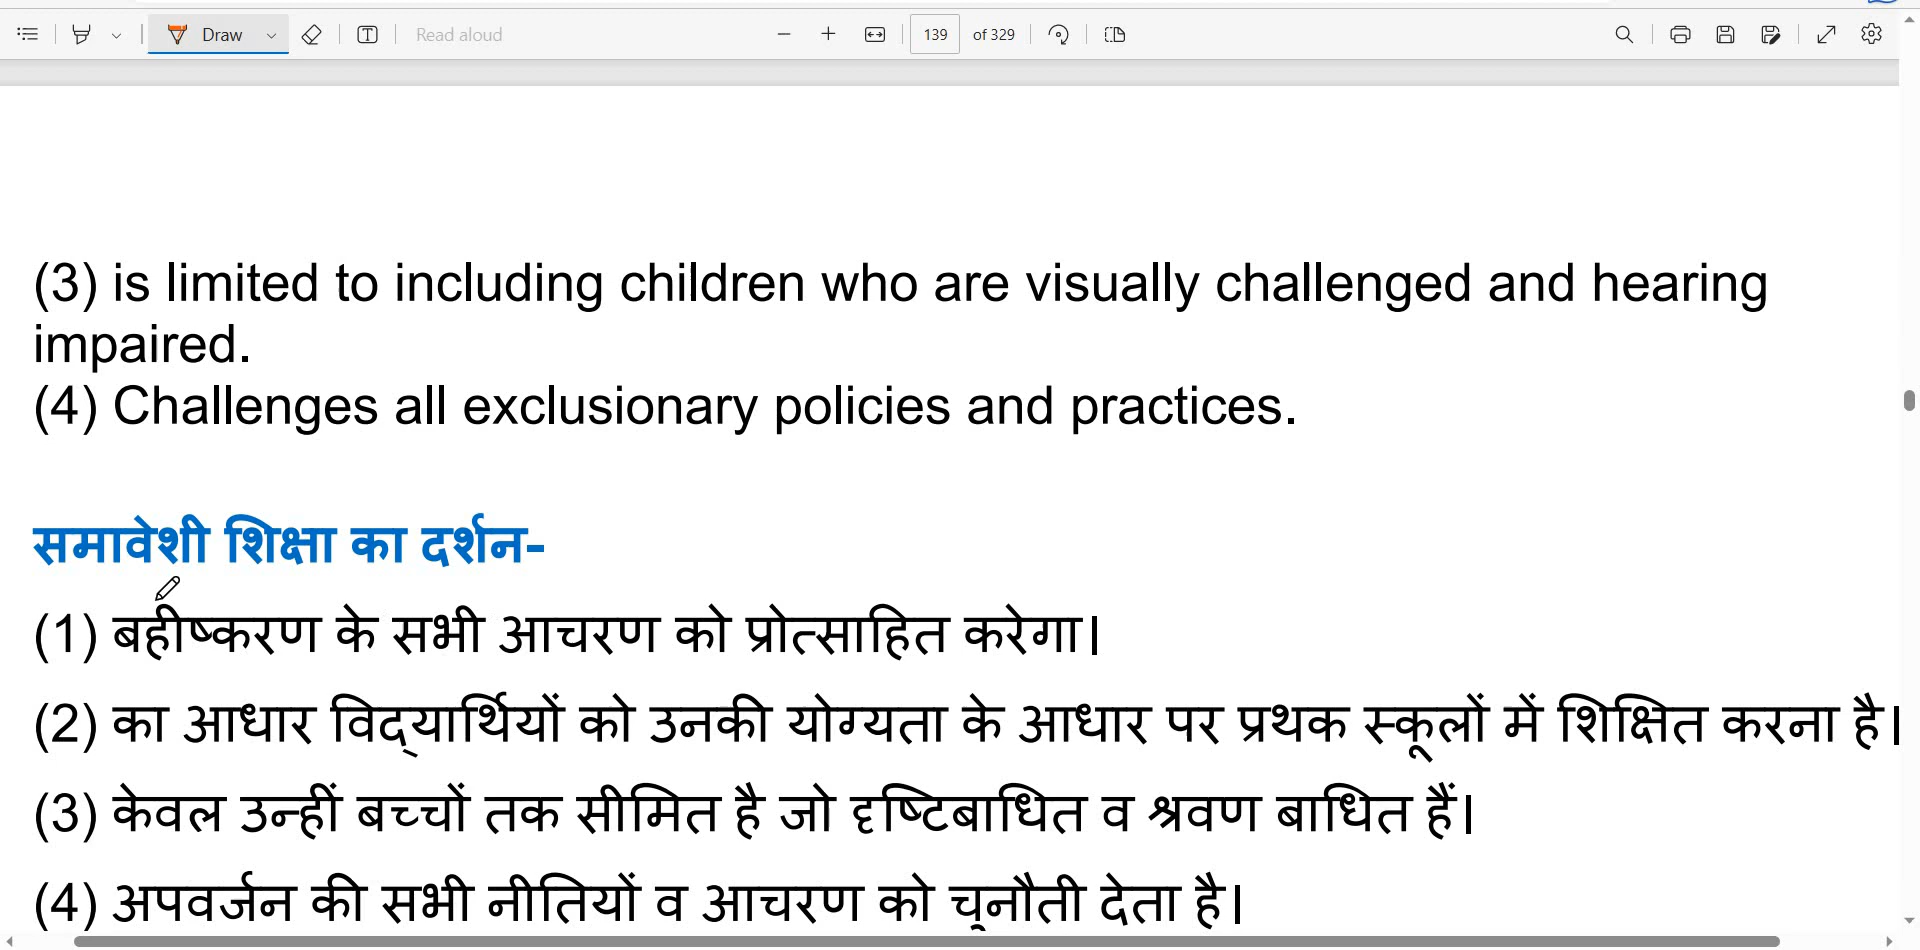 Draw
Read aloud
139 of 329
(3) is limited to including children who are visually challenged and hearing
impaired.
(4) Challenges all exclusionary policies and practices.
समावेशी शिक्षा का दर्शन-
(1) बहीष्करण के सभी आचरण को प्रोत्साहित करेगा।
(2) का आधार विद्यार्थियों को उनकी योग्यता के आधार पर प्रथक स्कूलों में शिक्षित करना है।
(3) केवल उन्हीं बच्चों तक सीमित है जो दृष्टिबाधित व श्रवण बाधित हैं।
(4) अपवर्जन की सभी नीतियों व आचरण को चुनौती देता है।